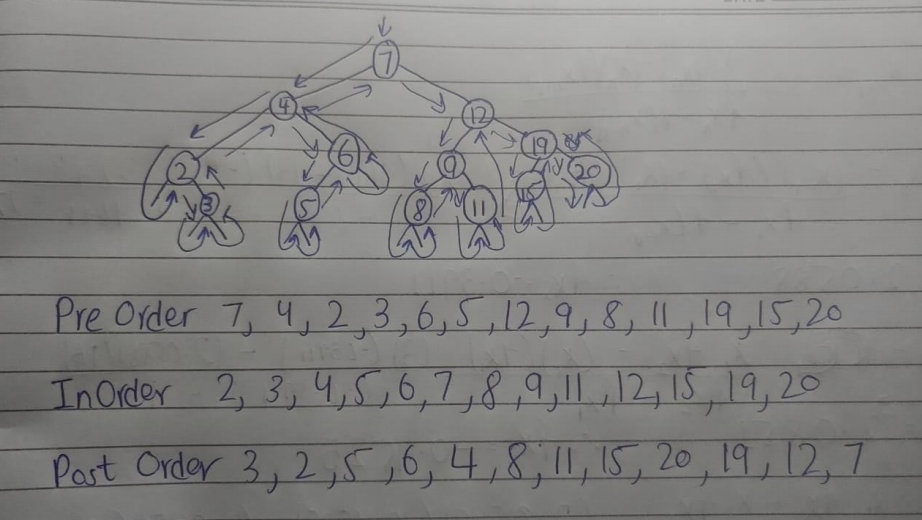 7
4 12
2 6 9 19 20
3 5 8 11 15
Pre Order 7, 4, 2, 3, 6, 5, 12, 9, 8, 11, 19, 15, 20
InOrder 2, 3, 4, 5, 6, 7, 8, 9, 11, 12, 15, 19, 20
Post Order 3, 2, 5, 6, 4, 8, 11, 15, 20, 19, 12, 7